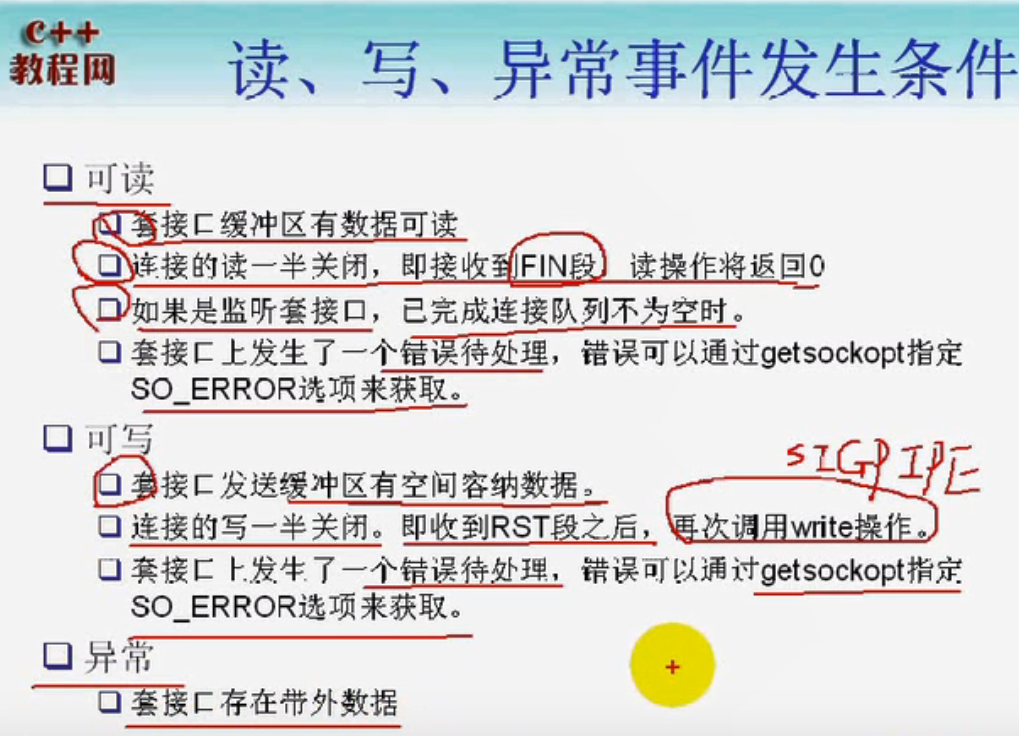 C++
教程网
读、写、异常事件发生条件
可读
套接口缓冲区有数据可读
连接的读一半关闭，即接收到FIN段， 读操作将返回0
如果是监听套接口，已完成连接队列不为空时。
套接口上发生了一个错误待处理，错误可以通过getsockopt指定
SO_ERROR选项来获取。
可写
SIGPIPE
套接口发送缓冲区有空间容纳数据。
连接的写一半关闭。即收到RST段之后，再次调用write操作。
套接口上发生了一个错误待处理，错误可以通过getsockopt指定
SO_ERROR选项来获取。
异常
套接口存在带外数据